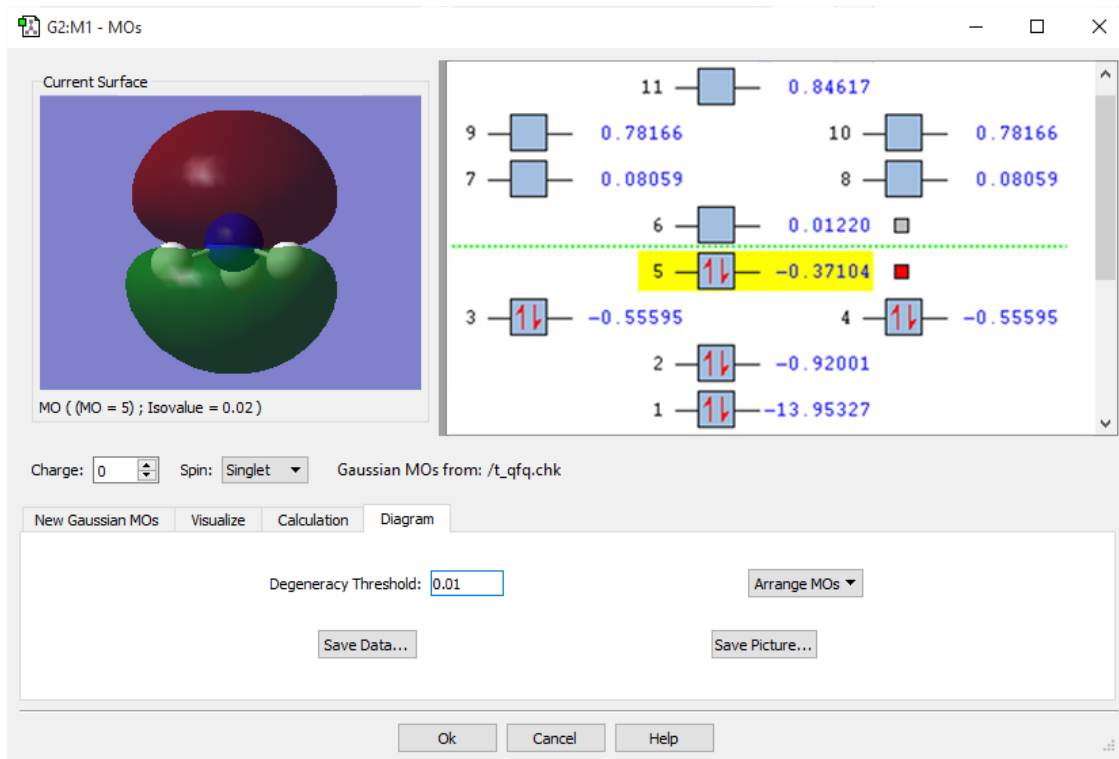 G2:M1 - MOs
Current Surface
MO ( (MO = 5) ; Isovalue = 0.02 )
11 0.84617
9 0.78166 10 0.78166
7 0.08059 8 0.08059
6 0.01220
5 -0.37104
3 -0.55595 4 -0.55595
2 -0.92001
1 -13.95327
Charge: 0 Spin: Singlet Gaussian MOs from: /t_qfq.chk
New Gaussian MOs Visualize Calculation Diagram
Degeneracy Threshold: 0.01 Arrange MOs
Save Data... Save Picture...
Ok Cancel Help